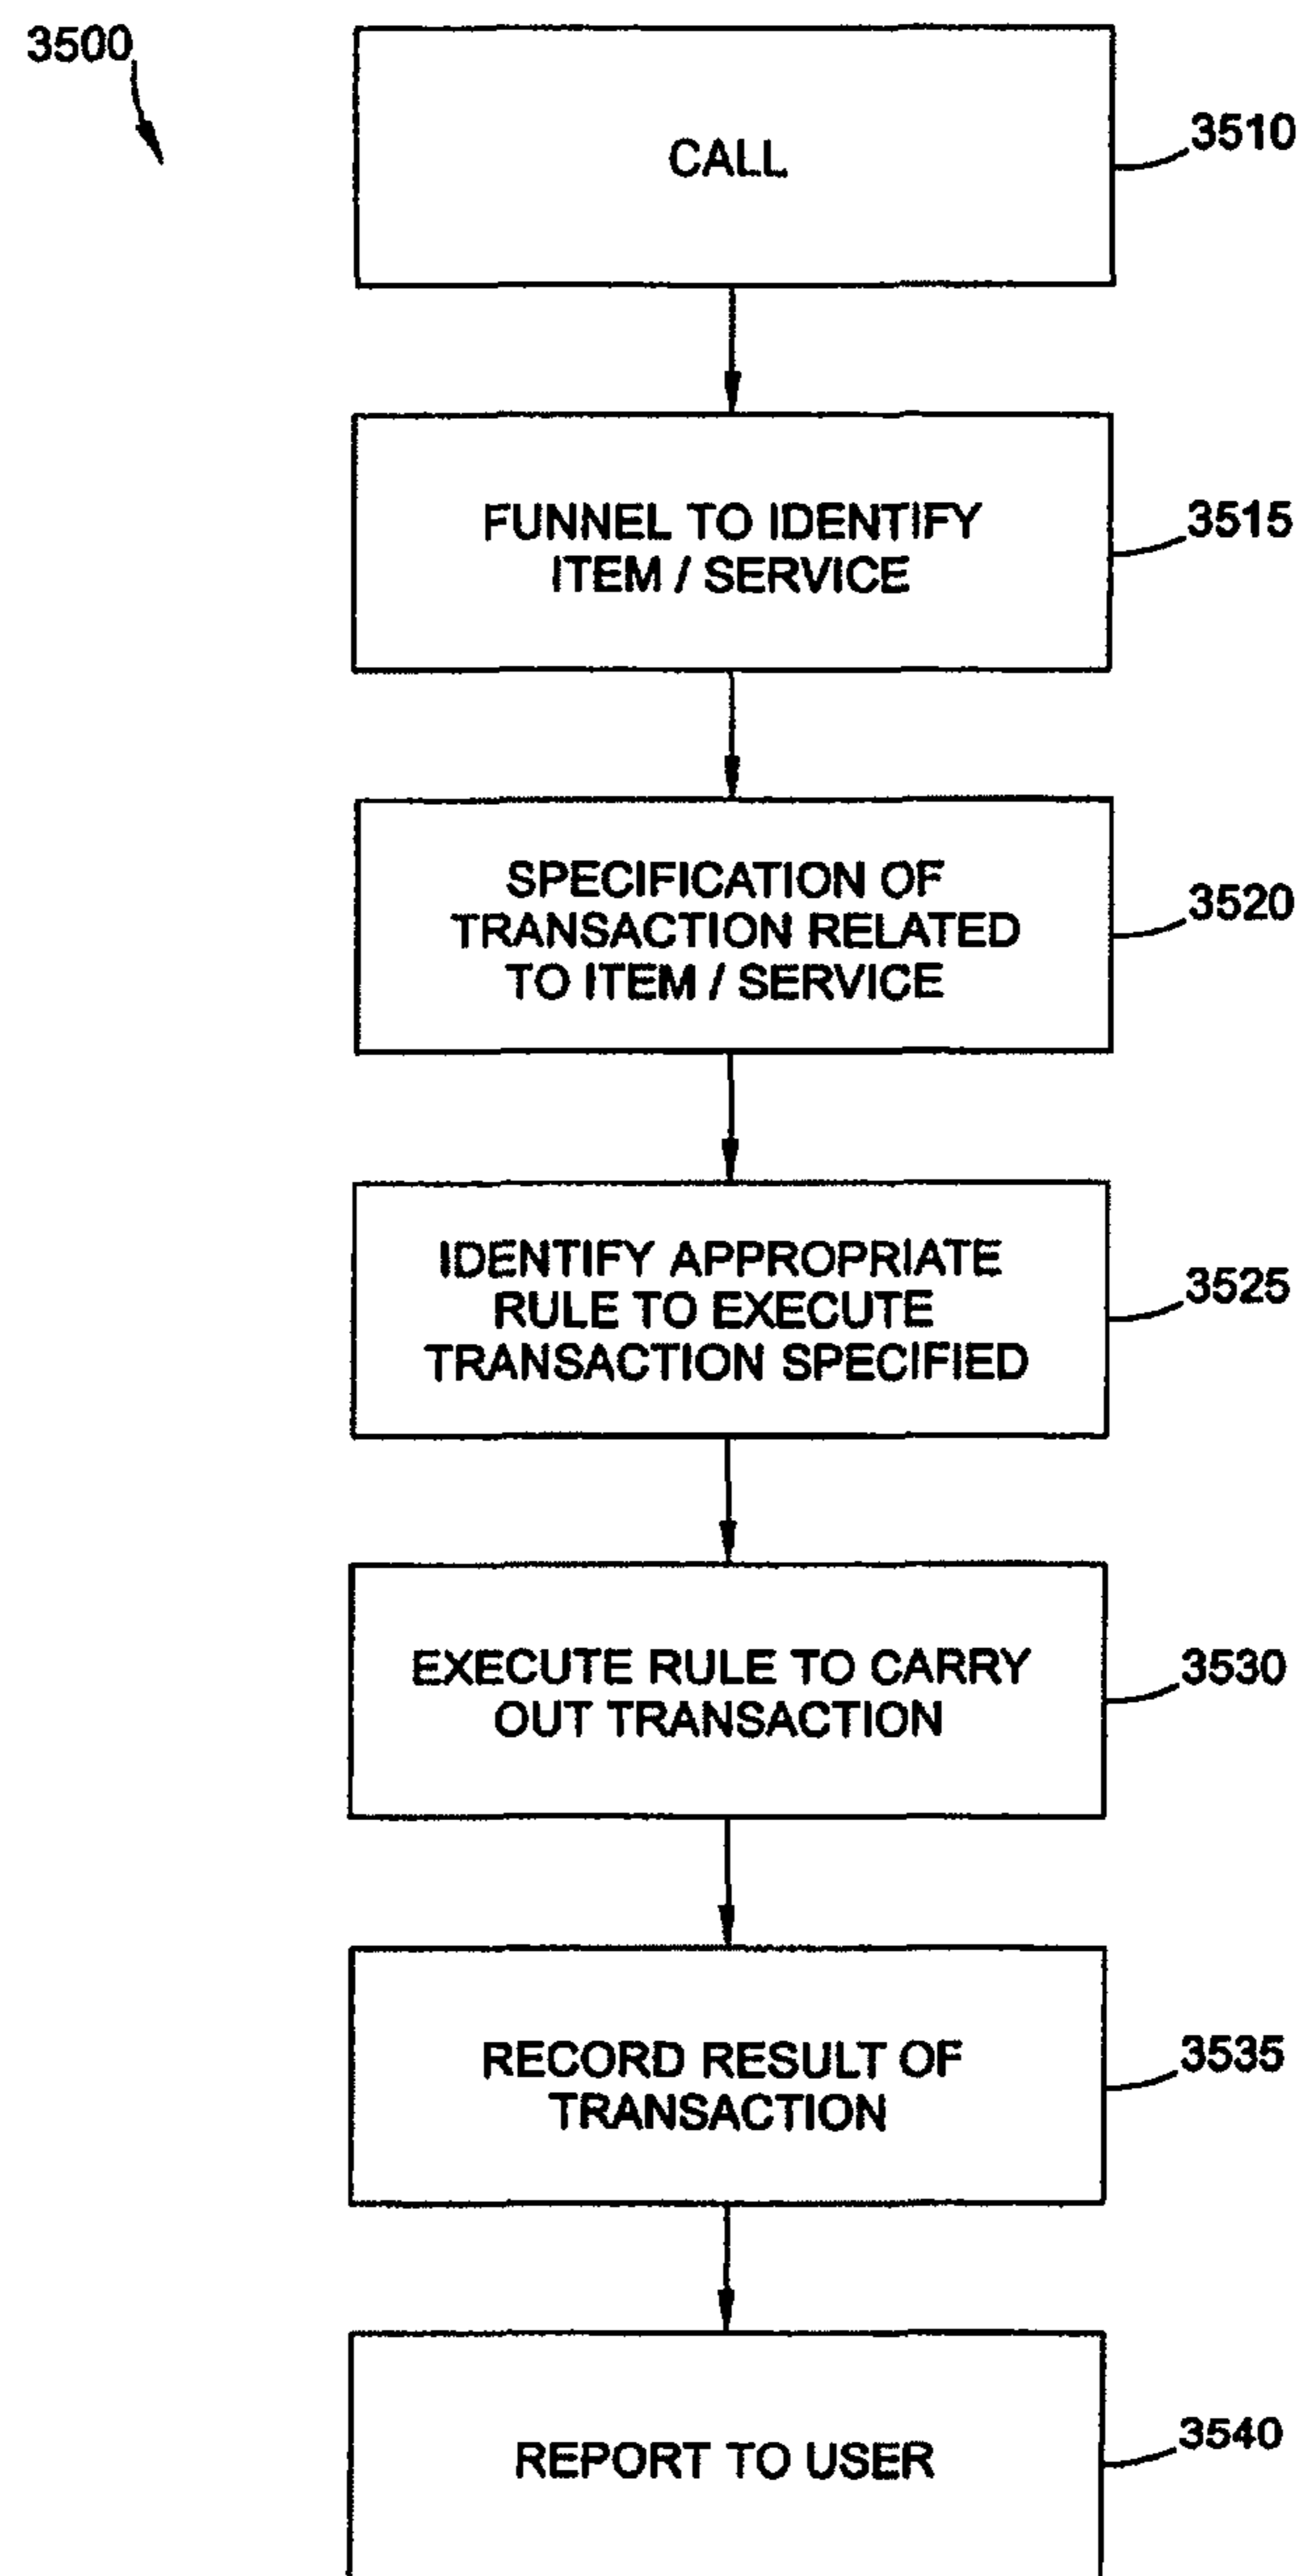 3500
CALL
3510
FUNNEL TO IDENTIFY
ITEM / SERVICE
3515
SPECIFICATION OF
TRANSACTION RELATED
TO ITEM / SERVICE
3520
IDENTIFY APPROPRIATE
RULE TO EXECUTE
TRANSACTION SPECIFIED
3525
EXECUTE RULE TO CARRY
OUT TRANSACTION
3530
RECORD RESULT OF
TRANSACTION
3535
REPORT TO USER
3540